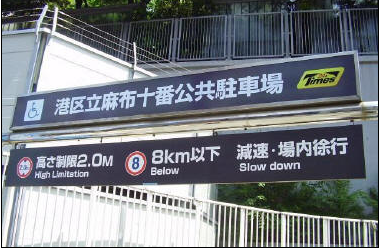 港区立麻布十番公共駐車場 Times
高さ制限2.0M 8 8km以下 減速・場内徐行
High Limitation Below Slow down